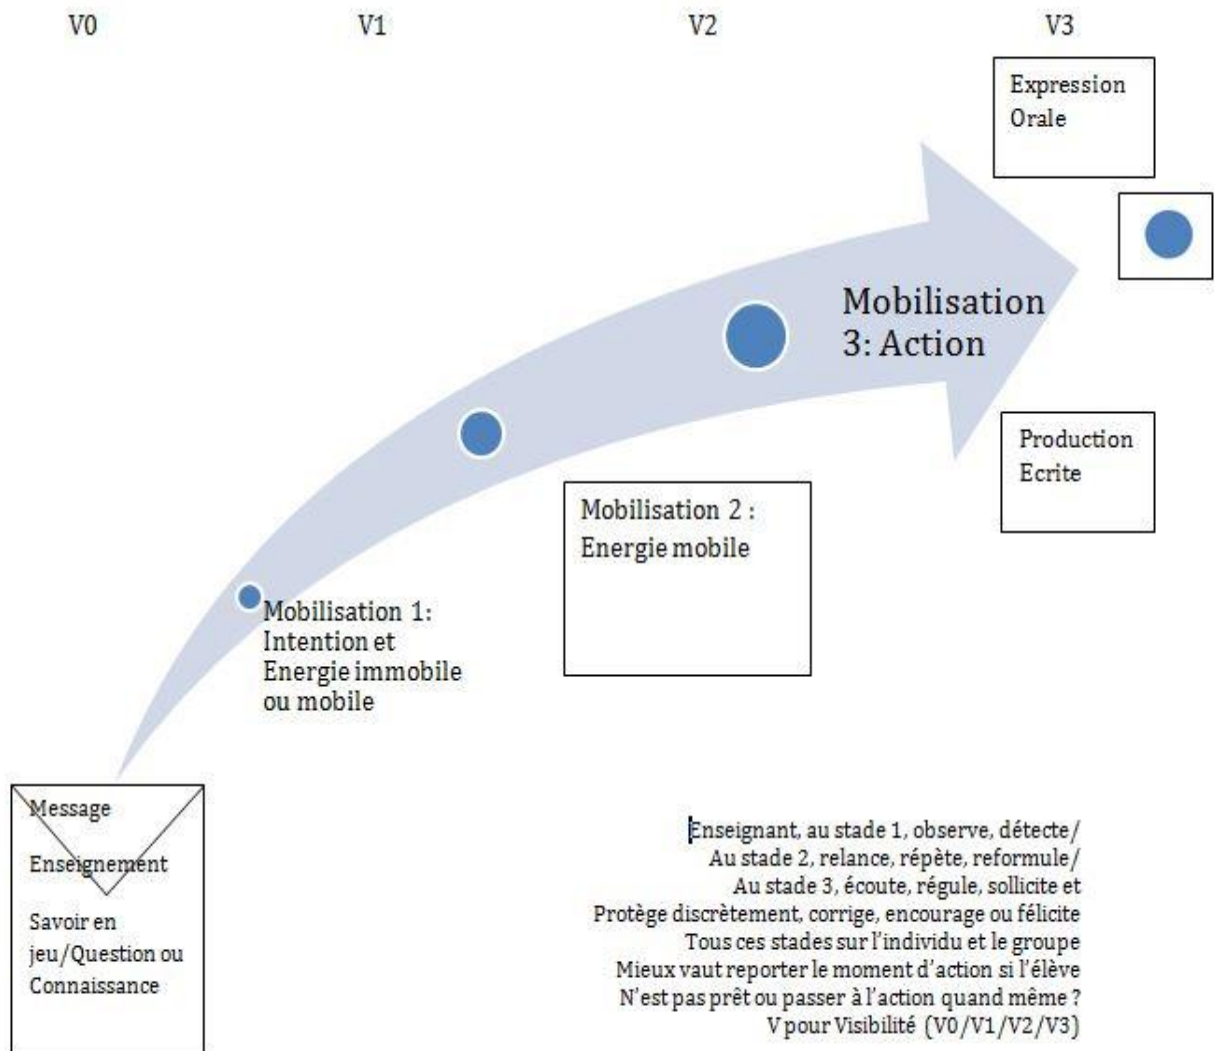 V0 V1 V2 V3
Expression
Orale
Mobilisation
3: Action
Production
Ecrite
Mobilisation 2 :
Energie mobile
Mobilisation 1:
Intention et
Energie immobile
ou mobile
Message
Enseignement
Savoir en
jeu/Question ou
Connaissance
Enseignant, au stade 1, observe, détecte/
Au stade 2, relance, répète, reformule/
Au stade 3, écoute, régule, sollicite et
Protège discrètement, corrige, encourage ou félicite
Tous ces stades sur l'individu et le groupe
Mieux vaut reporter le moment d'action si l'élève
N'est pas prêt ou passer à l'action quand même ?
V pour Visibilité (V0/V1/V2/V3)